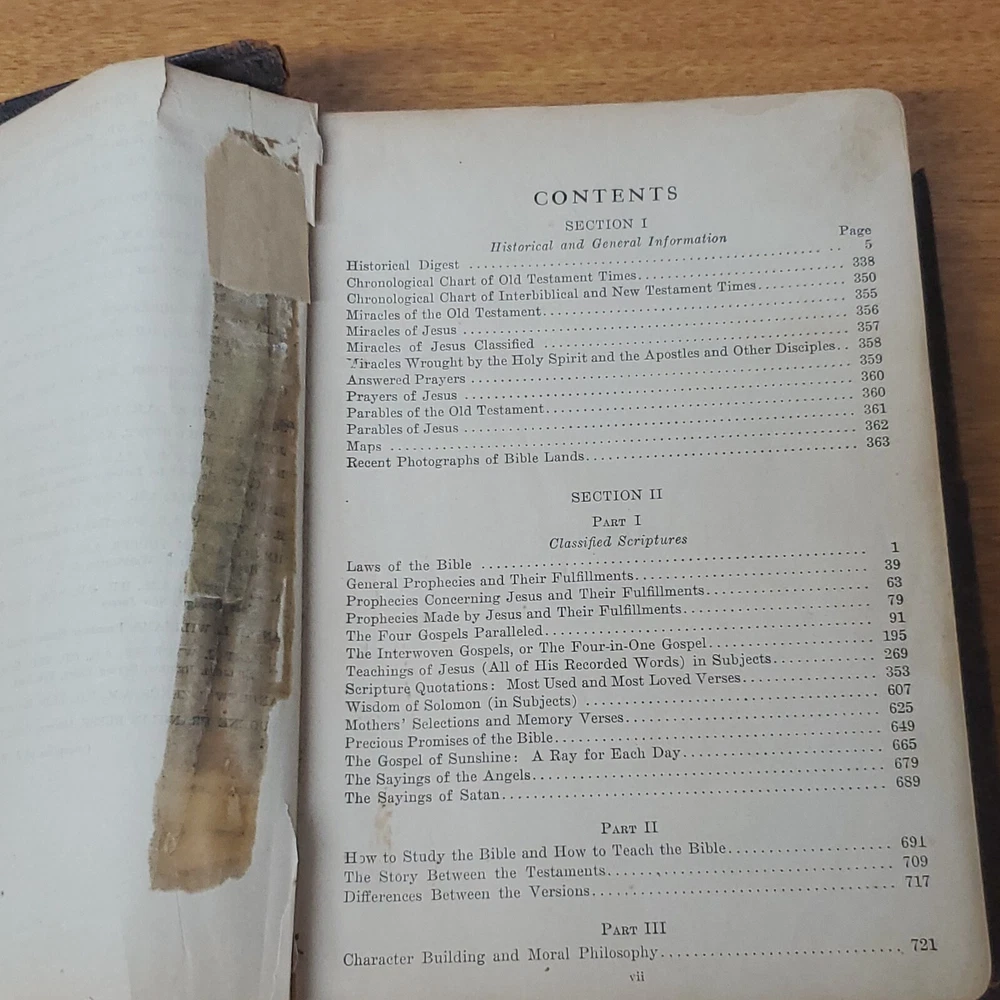 CONTENTS
SECTION I
Historical and General Information
Page
Historical Digest ........ 5
Chronological Chart of Old Testament Times........ 338
Chronological Chart of Interbiblical and New Testament Times........ 350
Miracles of the Old Testament........ 355
Miracles of Jesus ........ 356
Miracles of Jesus Classified ........ 357
Miracles Wrought by the Holy Spirit and the Apostles and Other Disciples.. 358
Answered Prayers ........ 359
Prayers of Jesus ........ 360
Parables of the Old Testament........ 360
Parables of Jesus ........ 361
Maps ........ 362
Recent Photographs of Bible Lands........ 363
SECTION II
PART I
Classified Scriptures
Laws of the Bible ........ 1
General Prophecies and Their Fulfillments........ 39
Prophecies Concerning Jesus and Their Fulfillments........ 63
Prophecies Made by Jesus and Their Fulfillments........ 79
The Four Gospels Paralleled........ 91
The Interwoven Gospels, or The Four-in-One Gospel........ 195
Teachings of Jesus (All of His Recorded Words) in Subjects........ 269
Scripture Quotations: Most Used and Most Loved Verses........ 353
Wisdom of Solomon (in Subjects) ........ 607
Mothers' Selections and Memory Verses........ 625
Precious Promises of the Bible........ 649
The Gospel of Sunshine: A Ray for Each Day........ 665
The Sayings of the Angels........ 679
The Sayings of Satan........ 689
PART II
How to Study the Bible and How to Teach the Bible........ 691
The Story Between the Testaments........ 709
Differences Between the Versions........ 717
PART III
Character Building and Moral Philosophy........ 721
vii